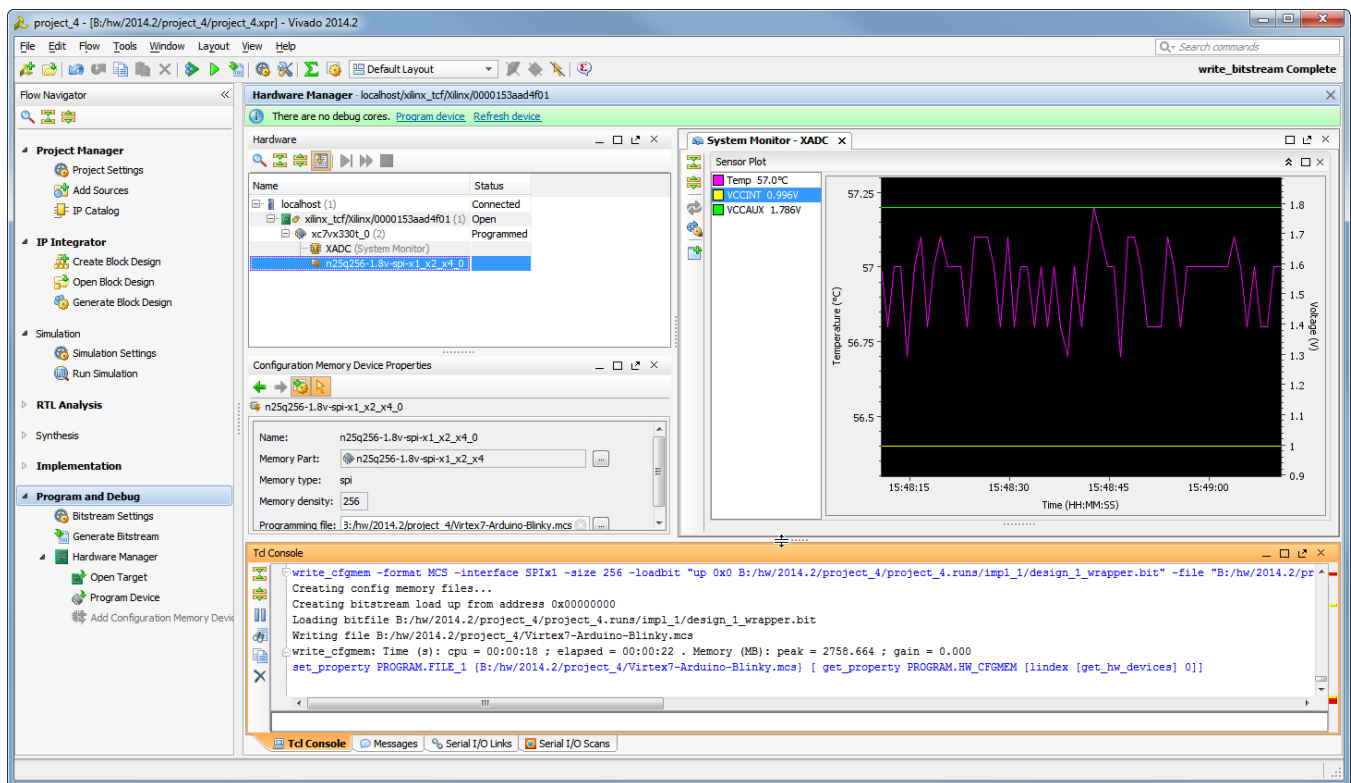 project_4 - [B:/hw/2014.2/project_4/project_4.xpr] - Vivado 2014.2
File Edit Flow Tools Window Layout View Help
Search commands
Default Layout
write_bitstream Complete
Flow Navigator
Project Manager
Project Settings
Add Sources
IP Catalog
IP Integrator
Create Block Design
Open Block Design
Generate Block Design
Simulation
Simulation Settings
Run Simulation
RTL Analysis
Synthesis
Implementation
Program and Debug
Bitstream Settings
Generate Bitstream
Hardware Manager
Open Target
Program Device
Add Configuration Memory Devic
Hardware Manager - localhost/xilinx_tcf/Xilinx/0000153aad4f01
There are no debug cores. Program device Refresh device
Hardware
Name Status
localhost (1) Connected
xilinx_tcf/Xilinx/0000153aad4f01 (1) Open
xc7vx330t_0 (2) Programmed
XADC (System Monitor)
n25q256-1.8v-spi-x1_x2_x4_0
Configuration Memory Device Properties
n25q256-1.8v-spi-x1_x2_x4_0
Name: n25q256-1.8v-spi-x1_x2_x4_0
Memory Part: n25q256-1.8v-spi-x1_x2_x4 ...
Memory type: spi
Memory density: 256
Programming file: 3:/hw/2014.2/project_4/Virtex7-Arduino-Blinky.mcs ...
System Monitor - XADC
Sensor Plot
Temp 57.0°C
VCCINT 0.996V
VCCAUX 1.786V
57.25
57
56.75
56.5
Temperature (°C)
1.8
1.7
1.6
1.5
1.4
1.3
1.2
1.1
1
0.9
Voltage (V)
15:48:15 15:48:30 15:48:45 15:49:00
Time (HH:MM:SS)
Tcl Console
write_cfgmem -format MCS -interface SPIx1 -size 256 -loadbit "up 0x0 B:/hw/2014.2/project_4/project_4.runs/impl_1/design_1_wrapper.bit" -file "B:/hw/2014.2/pr
Creating config memory files...
Creating bitstream load up from address 0x00000000
Loading bitfile B:/hw/2014.2/project_4/project_4.runs/impl_1/design_1_wrapper.bit
Writing file B:/hw/2014.2/project_4/Virtex7-Arduino-Blinky.mcs
write_cfgmem: Time (s): cpu = 00:00:18 ; elapsed = 00:00:22 . Memory (MB): peak = 2758.664 ; gain = 0.000
set_property PROGRAM.FILE_1 {B:/hw/2014.2/project_4/Virtex7-Arduino-Blinky.mcs} [ get_property PROGRAM.HW_CFGMEM [lindex [get_hw_devices] 0]]
Tcl Console Messages Serial I/O Links Serial I/O Scans